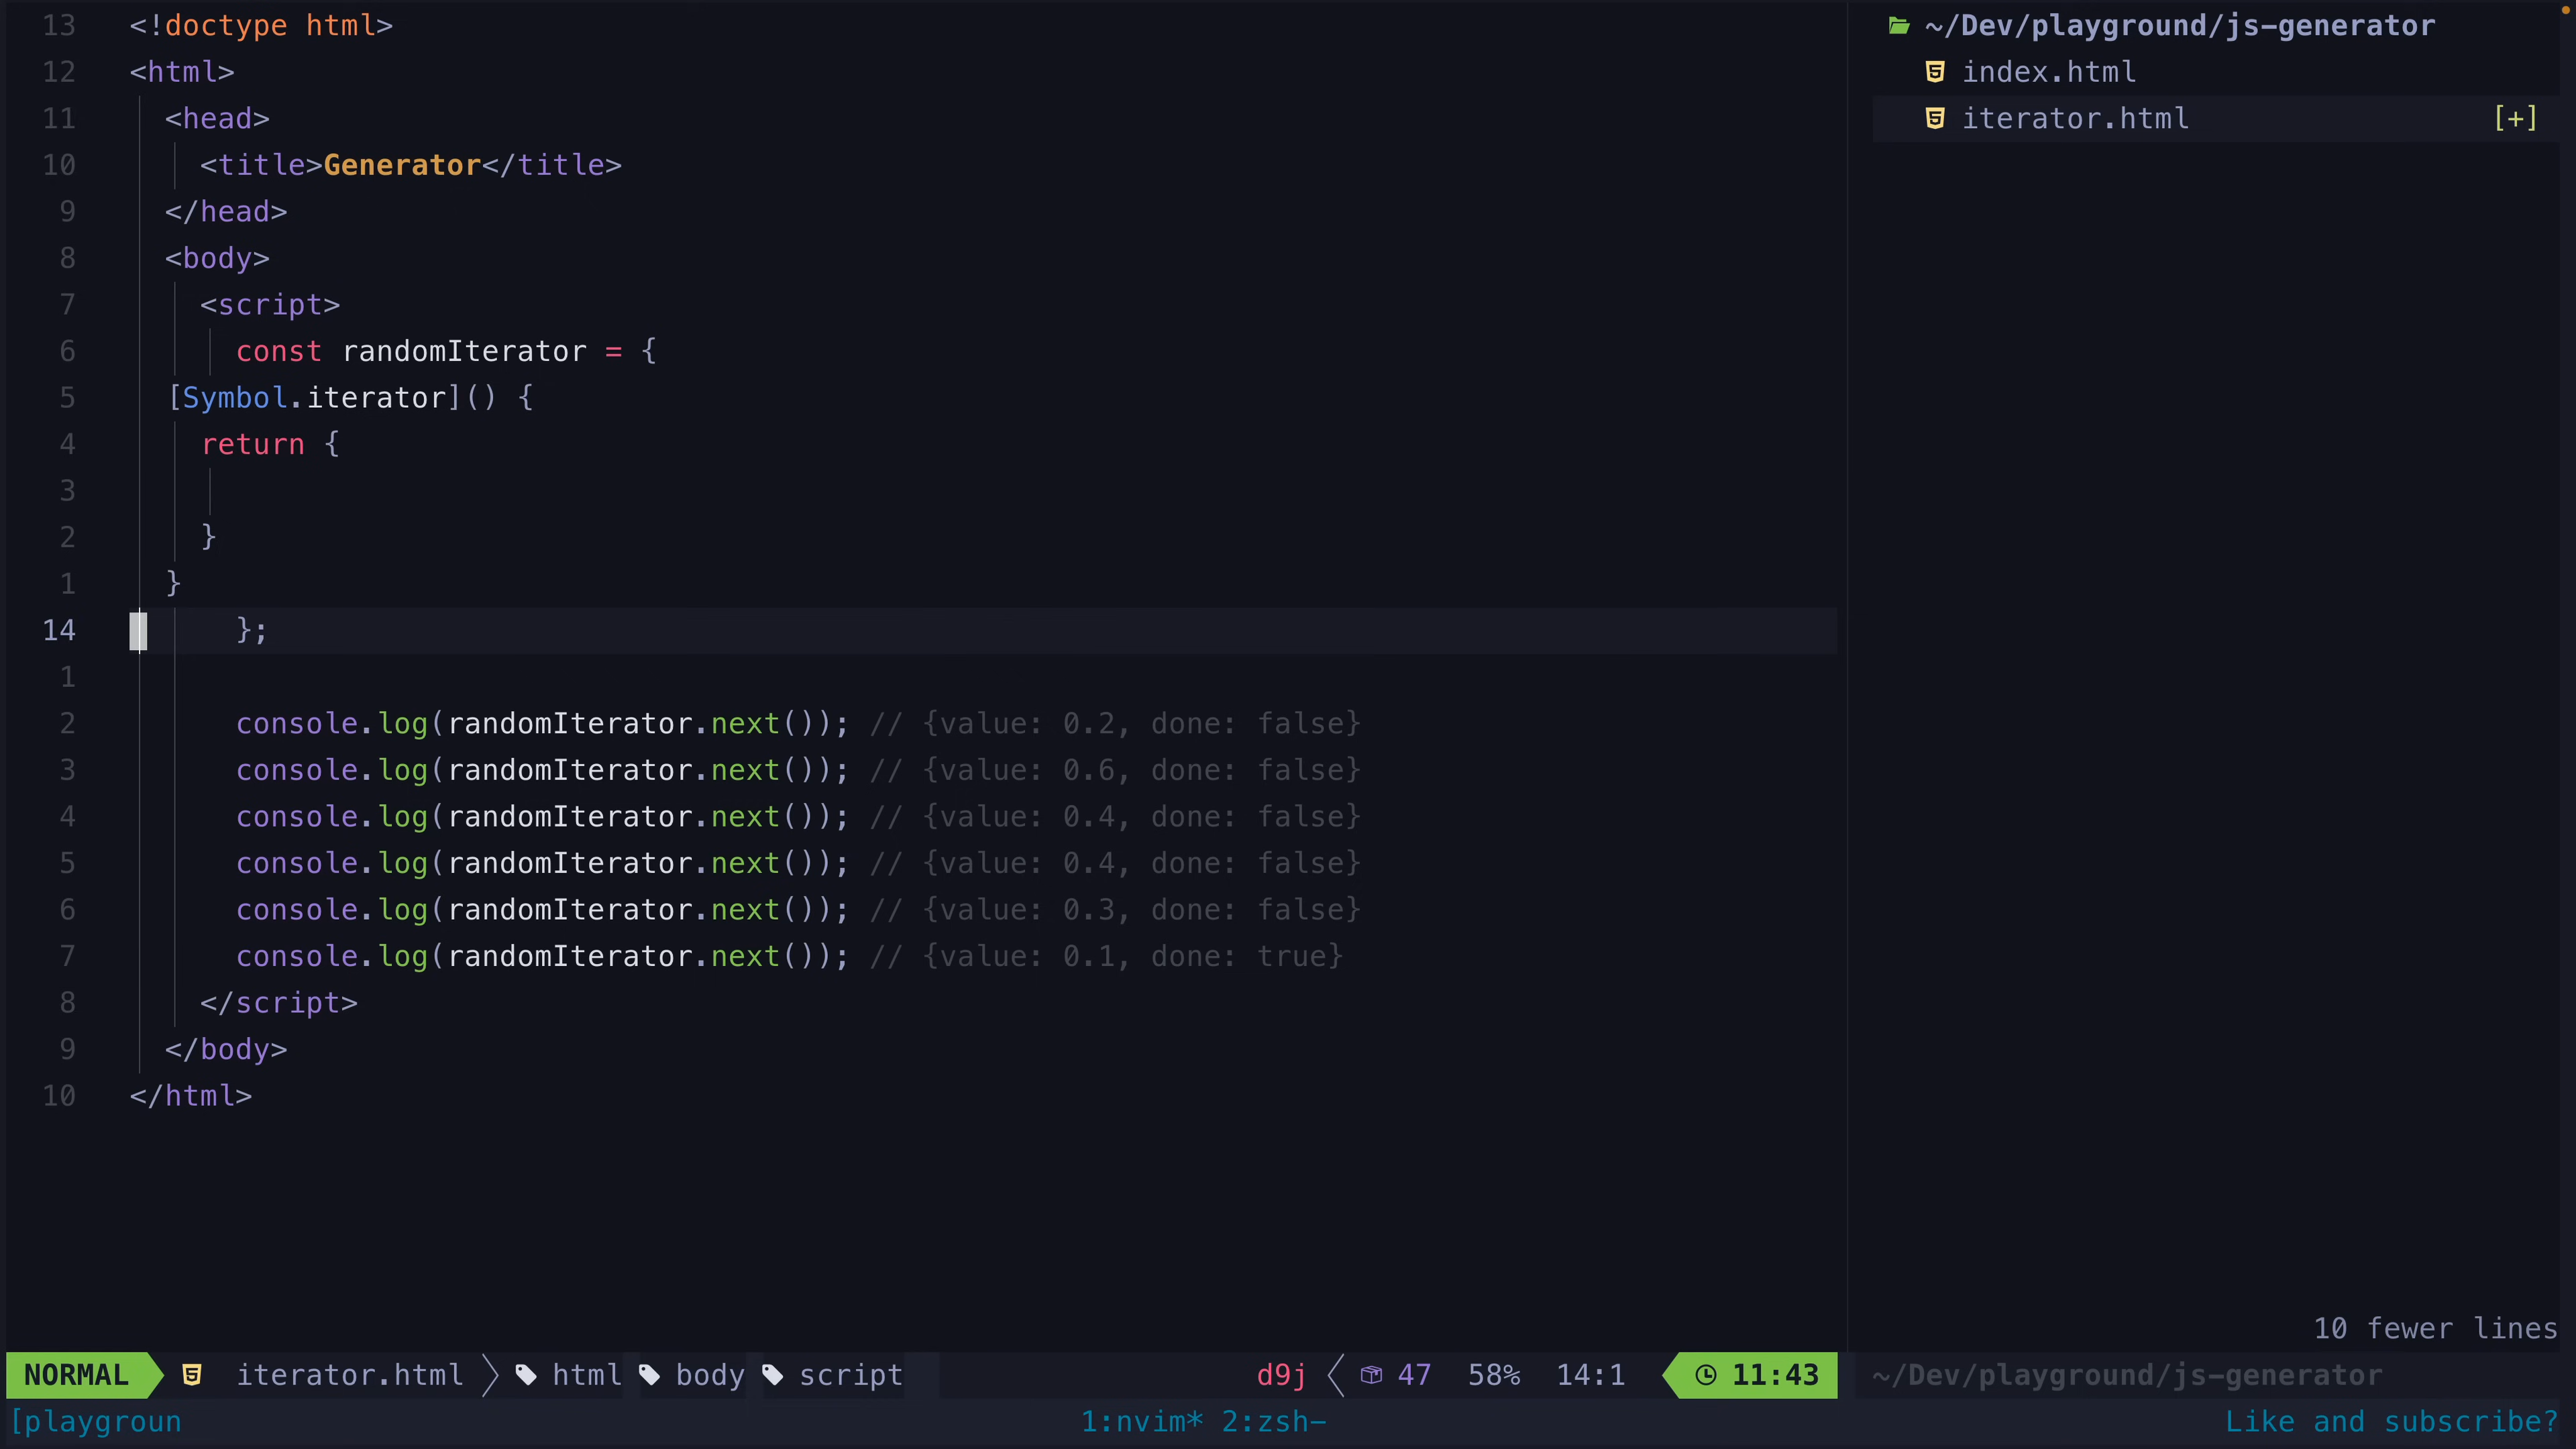 13 <!doctype html>
12 <html>
11   <head>
10     <title>Generator</title>
9   </head>
8   <body>
7     <script>
6       const randomIterator = {
5   [Symbol.iterator]() {
4     return {
3
2     }
1   }
14       };
1
2       console.log(randomIterator.next()); // {value: 0.2, done: false}
3       console.log(randomIterator.next()); // {value: 0.6, done: false}
4       console.log(randomIterator.next()); // {value: 0.4, done: false}
5       console.log(randomIterator.next()); // {value: 0.4, done: false}
6       console.log(randomIterator.next()); // {value: 0.3, done: false}
7       console.log(randomIterator.next()); // {value: 0.1, done: true}
8     </script>
9   </body>
10 </html>
~/Dev/playground/js-generator
index.html
iterator.html [+]
10 fewer lines
NORMAL iterator.html html body script d9j 47 58% 14:1 11:43
~/Dev/playground/js-generator
[playgroun 1:nvim* 2:zsh- Like and subscribe?